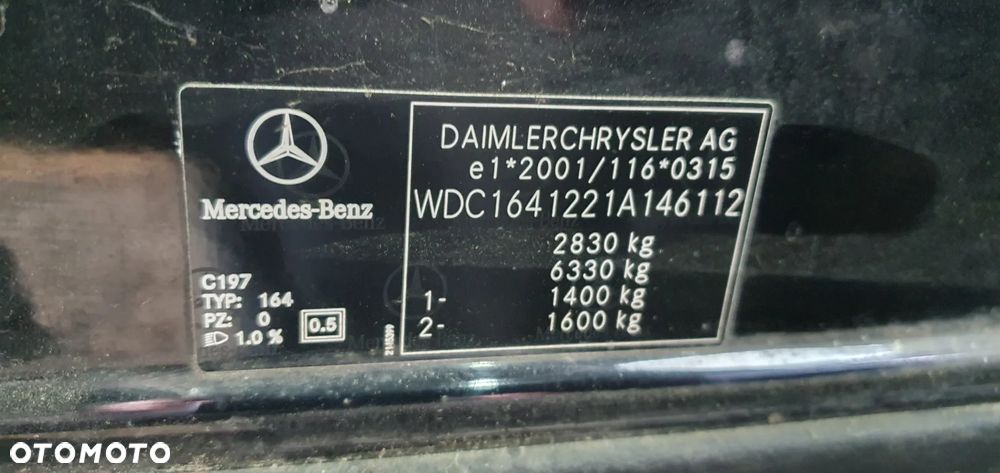 Mercedes-Benz
C197
TYP: 164
PZ: 0
1.0 %
0.5
DAIMLERCHRYSLER AG
e1*2001/116*0315
WDC1641221A146112
2830 kg
6330 kg
1- 1400 kg
2- 1600 kg
OTOMOTO